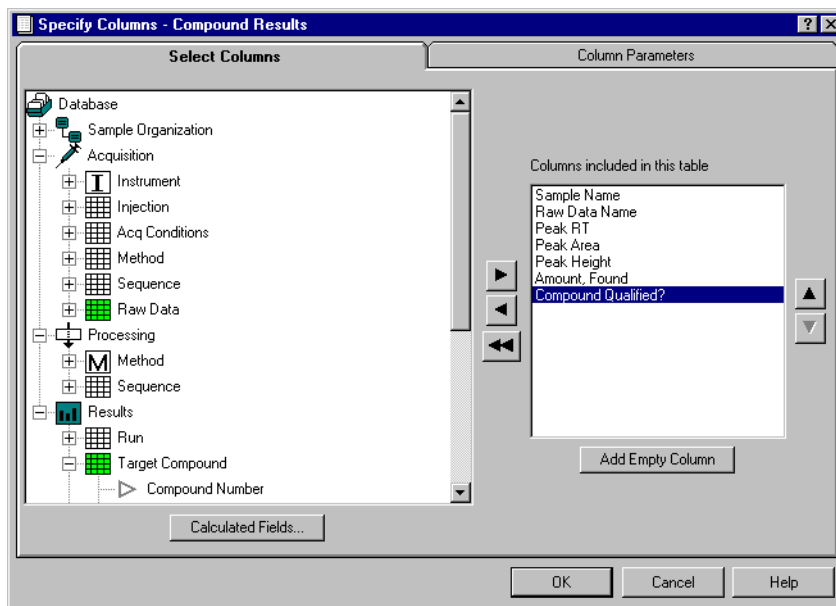 Specify Columns - Compound Results
Select Columns
Column Parameters
Database
Sample Organization
Acquisition
Instrument
Injection
Acq Conditions
Method
Sequence
Raw Data
Processing
Method
Sequence
Results
Run
Target Compound
Compound Number
Calculated Fields...
Columns included in this table
Sample Name
Raw Data Name
Peak RT
Peak Area
Peak Height
Amount, Found
Compound Qualified?
Add Empty Column
OK
Cancel
Help